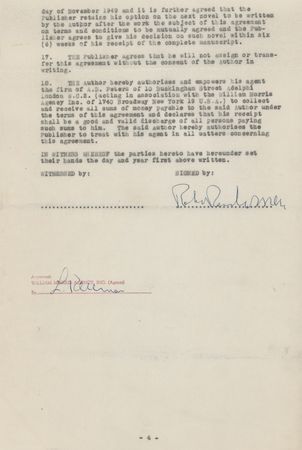 day of November 1949 and it is further agreed that the
Publisher retains his option on the next novel to be written
by the author after the work the subject of this agreement
on terms and conditions to be mutually agreed and the Pub-
lisher agrees to give his decision on such novel within six
(6) weeks of his receipt of the complete manuscript.
17. THE Publisher agrees that he will not assign or trans-
fer this agreement without the consent of the Author in
writing.
18. THE Author hereby authorises and empowers his agent
the firm of A.D. Peters of 10 Buckingham Street Adelphi
London W.C.2. (acting in association with the William Morris
Agency Inc. of 1740 Broadway New York 19 U.S.A.) to collect
and receive all sums of money payable to the said Author under
the terms of this agreement and declares that his receipt
shall be a good and valid discharge of all persons paying
such sums to him. The said Author hereby authorises the
Publisher to treat with his agent in all matters concerning
this agreement.
IN WITNESS WHEREOF the parties hereto have hereunder set
their hands the day and year first above written.
WITNESSED by: SIGNED by:
Approved:
WILLIAM MORRIS AGENCY, INC. (Agent)
By
- 4 -